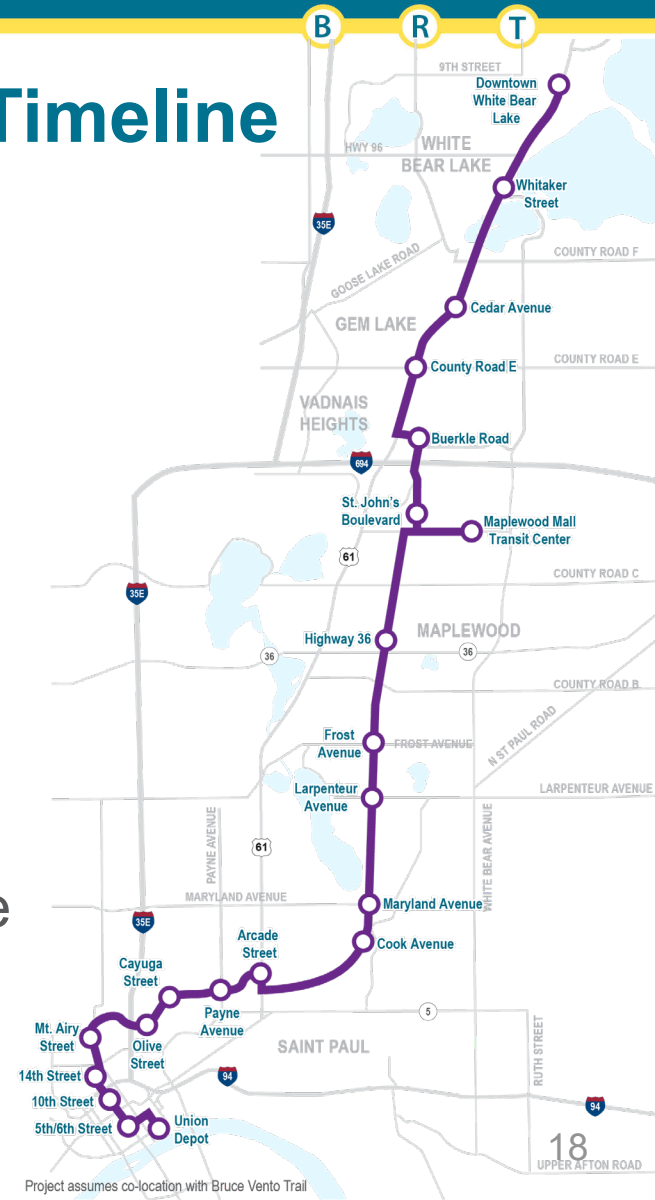 B R T
Timeline
9TH STREET
Downtown
White Bear
Lake
HWY 96
WHITE
BEAR LAKE
Whitaker
Street
35E
COUNTY ROAD F
GOOSE LAKE ROAD
Cedar Avenue
GEM LAKE
COUNTY ROAD E
County Road E
VADNAIS
HEIGHTS
Buerkle Road
694
St. John's
Boulevard
Maplewood Mall
Transit Center
61
COUNTY ROAD C
35E
MAPLEWOOD
Highway 36
36
36
COUNTY ROAD B
N ST PAUL ROAD
Frost
Avenue
FROST AVENUE
Larpenteur
Avenue
LARPENTEUR AVENUE
PAYNE AVENUE
WHITE BEAR AVENUE
61
MARYLAND AVENUE
Maryland Avenue
e
35E
Arcade
Street
Cook Avenue
Cayuga
Street
Payne
Avenue
5
Mt. Airy
Street
Olive
Street
SAINT PAUL
RUTH STREET
14th Street
94
10th Street
94
5th/6th Street
Union
Depot
18
UPPER AFTON ROAD
Project assumes co-location with Bruce Vento Trail